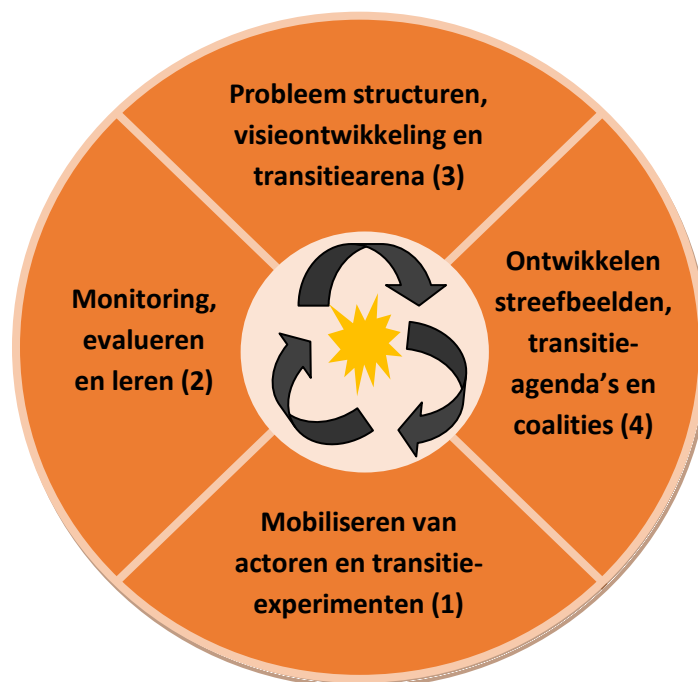 Probleem structuren,
visieontwikkeling en
transitiearena (3)
Ontwikkelen
streefbeelden,
transitie-
agenda’s en
coalities (4)
Mobiliseren van
actoren en transitie-
experimenten (1)
Monitoring,
evalueren
en leren (2)